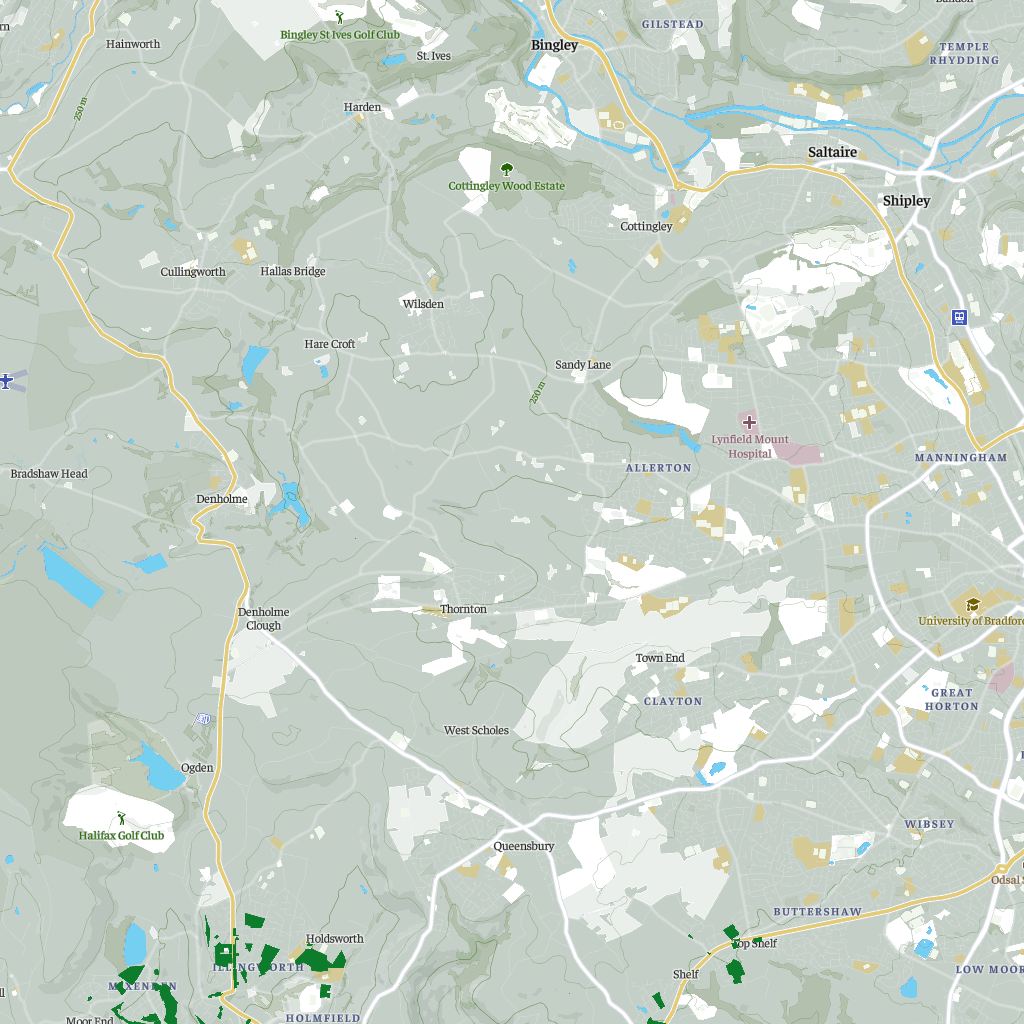 Hainworth
Bingley St Ives Golf Club
St. Ives
Bingley
GILSTEAD
TEMPLE
RHYDDING
250 m
Harden
Saltaire
Cottingley Wood Estate
Shipley
Cottingley
Cullingworth
Hallas Bridge
Wilsden
Hare Croft
Sandy Lane
250 m
Lynfield Mount
Hospital
MANNINGHAM
ALLERTON
Bradshaw Head
Denholme
Denholme
Clough
Thornton
University of Bradford
Town End
CLAYTON
GREAT
HORTON
West Scholes
Ogden
Halifax Golf Club
WIBSEY
Queensbury
Odsal S
BUTTERSHAW
Holdsworth
Top Shelf
ILLINGWORTH
Shelf
LOW MOOR
MIXENDEN
Moor End
HOLMFIELD